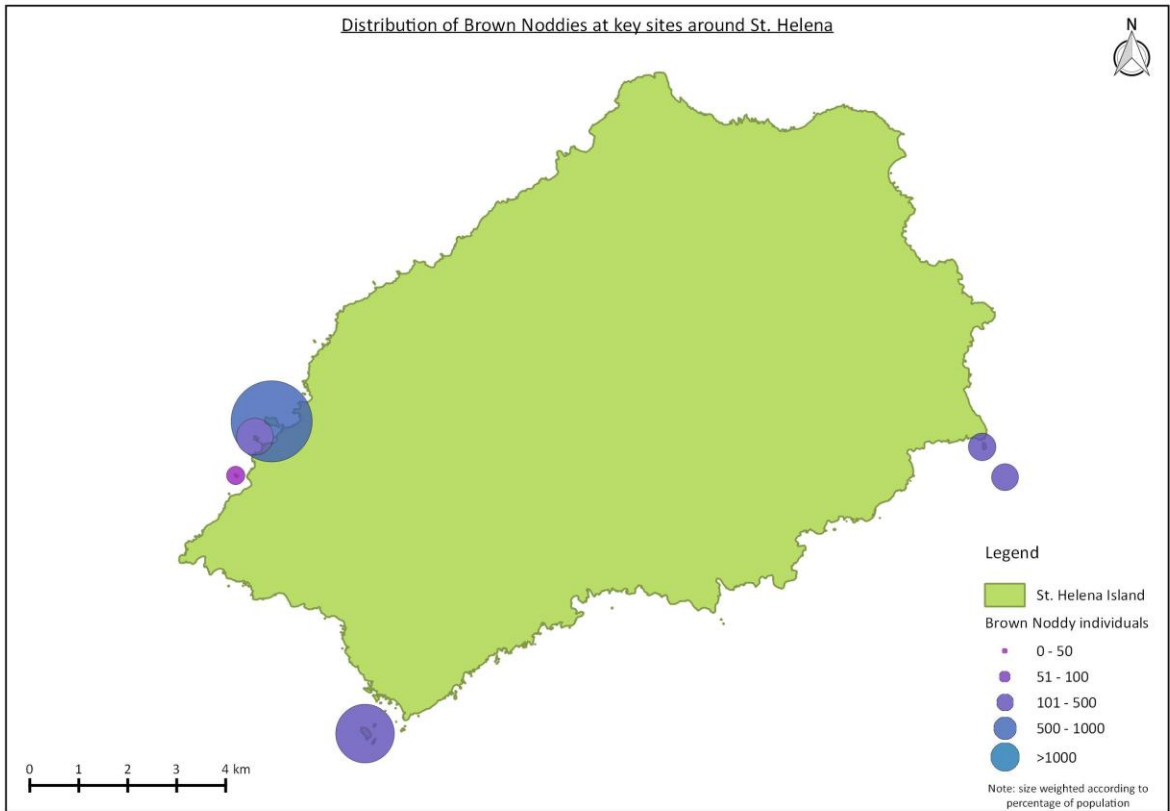 Distribution of Brown Noddies at key sites around St. Helena
N
Legend
St. Helena Island
Brown Noddy individuals
0 - 50
51 - 100
101 - 500
500 - 1000
>1000
Note: size weighted according to
percentage of population
0 1 2 3 4 km